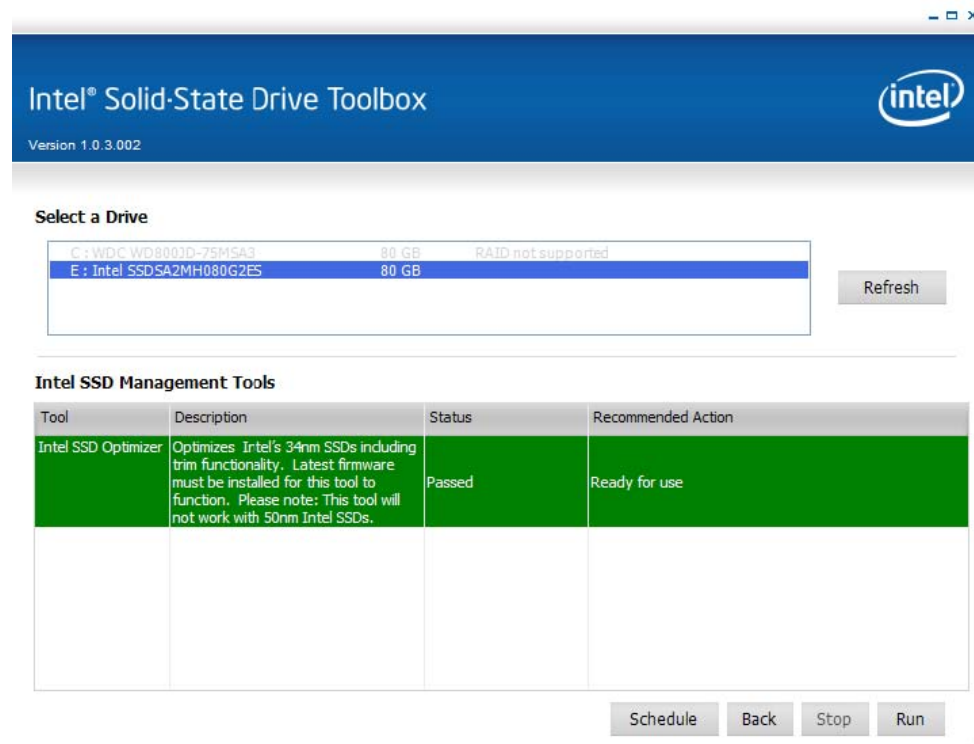 Intel® Solid-State Drive Toolbox
intel
Version 1.0.3.002
Select a Drive
C : WDC WD800JD-75MSA3 80 GB RAID not supported
E : Intel SSDSA2MH080G2ES 80 GB
Refresh
Intel SSD Management Tools
Tool Description Status Recommended Action
Intel SSD Optimizer
Optimizes Intel's 34nm SSDs including
trim functionality. Latest firmware
must be installed for this tool to
function. Please note: This tool will
not work with 50nm Intel SSDs.
Passed
Ready for use
Schedule Back Stop Run